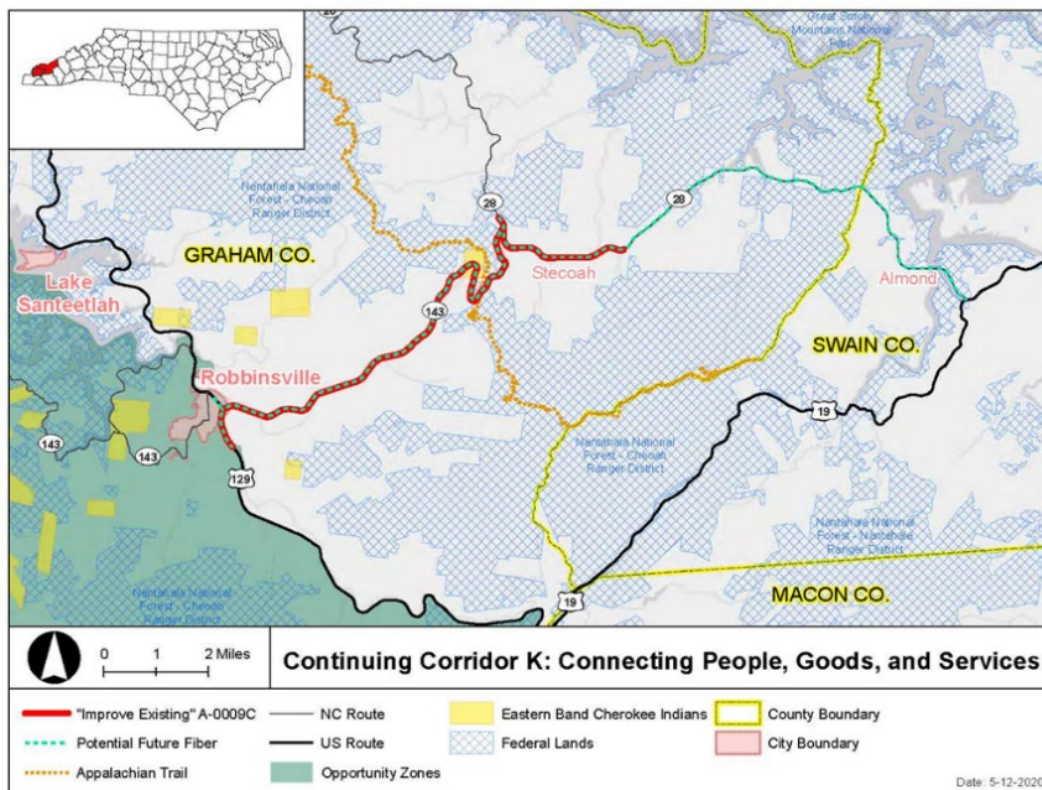 28
Great Smoky
Mountains National
Park
Nantahala National
Forest - Cheoah
Ranger District
28
28
GRAHAM CO.
Stecoah
Almond
Lake
Santeetlah
143
SWAIN CO.
Robbinsville
19
143
143
129
Nantahala National
Forest - Cheoah
Ranger District
Nantahala National
Forest - Nantahala
Ranger District
Nantahala National
Forest - Cheoah
Ranger District
19
MACON CO.
0 1 2 Miles
Continuing Corridor K: Connecting People, Goods, and Services
"Improve Existing" A-0009C
NC Route
Eastern Band Cherokee Indians
County Boundary
Potential Future Fiber
US Route
Federal Lands
City Boundary
Appalachian Trail
Opportunity Zones
Date: 5-12-2020